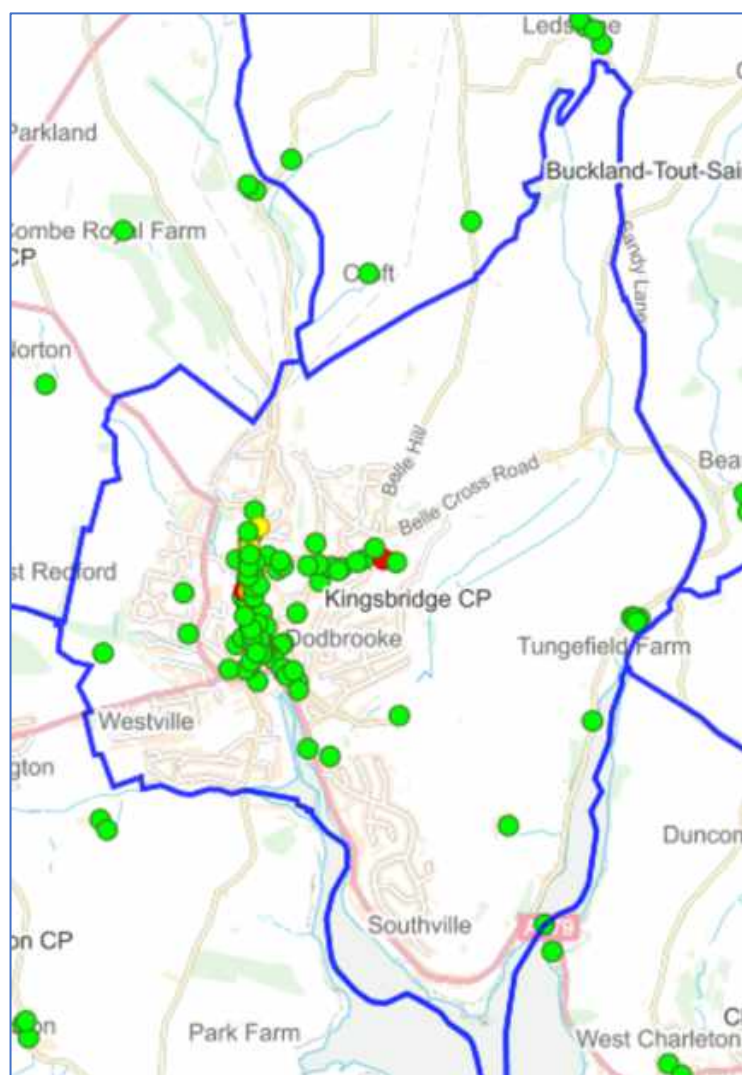 Parkland
Buckland-Tout-Sai
Combe Royal Farm
CP
Croft
Sandy Lane
Norton
Belle Hill
Belle Cross Road
Bea
st Redford
Kingsbridge CP
Dodbrooke
Tungefield Farm
Westville
gton
Duncom
Southville
on CP
Park Farm
West Charleton